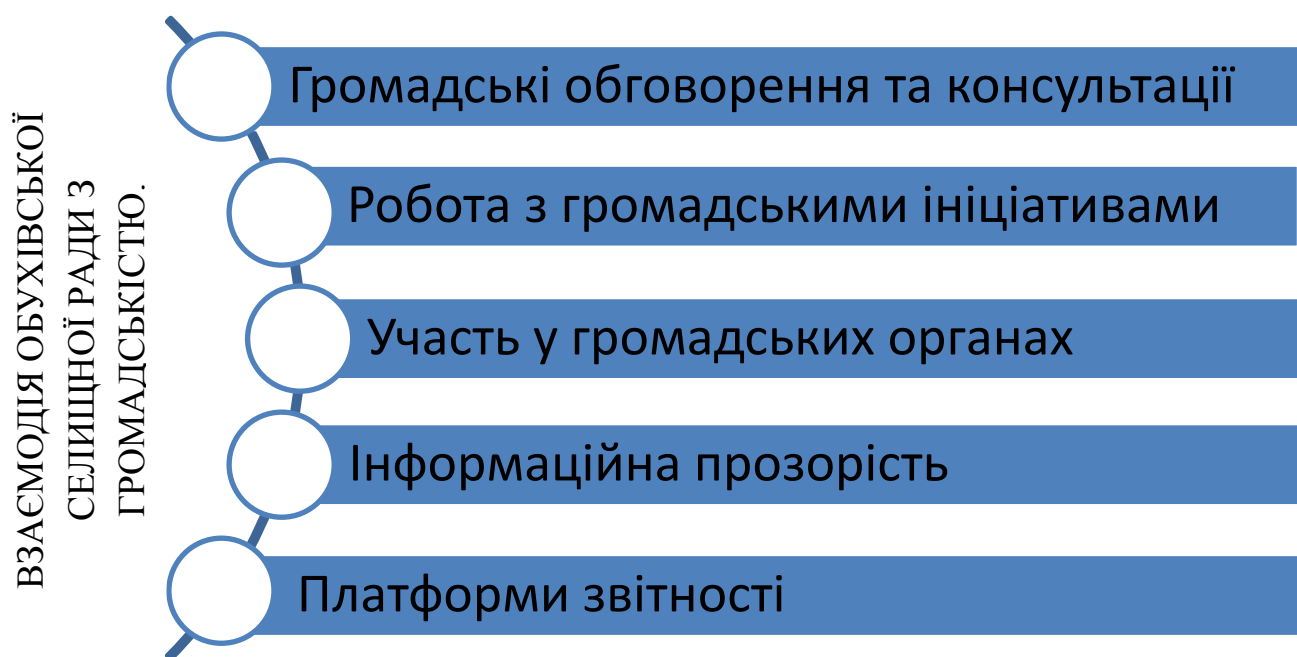 ВЗАЄМОДІЯ ОБУХІВСЬКОЇ
СЕЛИЩНОЇ РАДИ З
ГРОМАДСЬКІСТЮ.
Громадські обговорення та консультації
Робота з громадськими ініціативами
Участь у громадських органах
Інформаційна прозорість
Платформи звітності